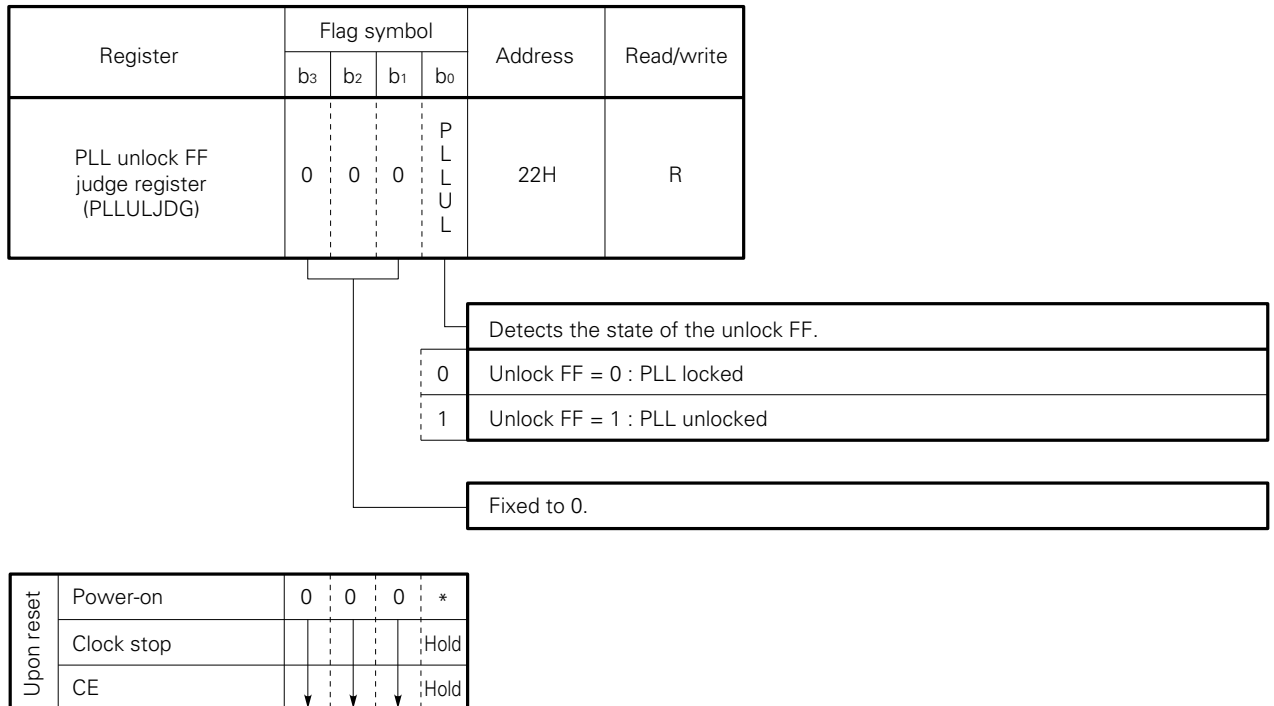 Register
Flag symbol
Address
Read/write
b3 b2 b1 b0
PLL unlock FF
judge register
(PLLULJDG)
0 0 0
PLLUL
22H
R
Detects the state of the unlock FF.
0 Unlock FF = 0 : PLL locked
1 Unlock FF = 1 : PLL unlocked
Fixed to 0.
Upon reset
Power-on 0 0 0 *
Clock stop Hold
CE Hold